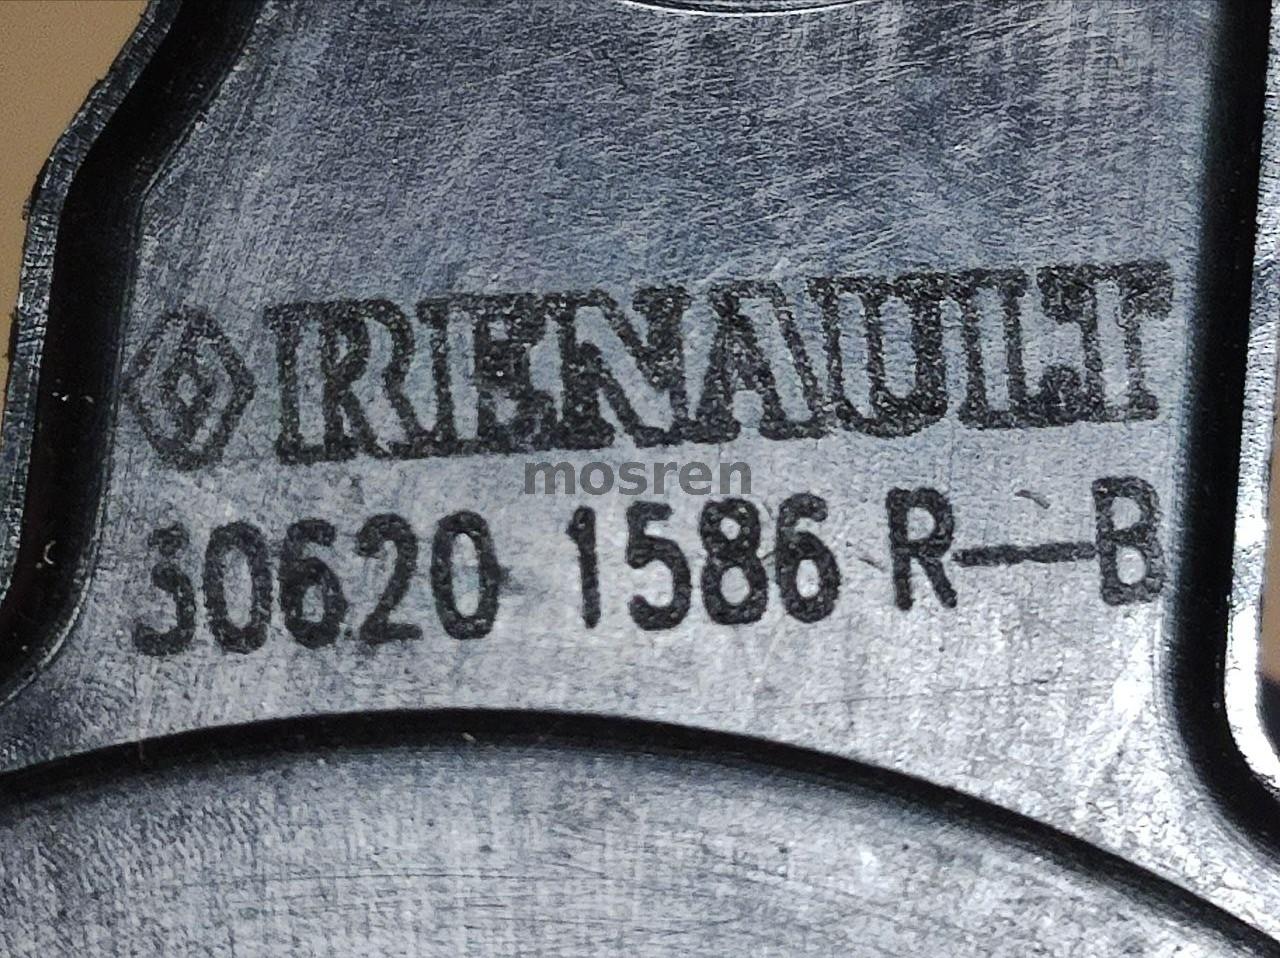 RENAULT
mosren
30620 1586 R-B